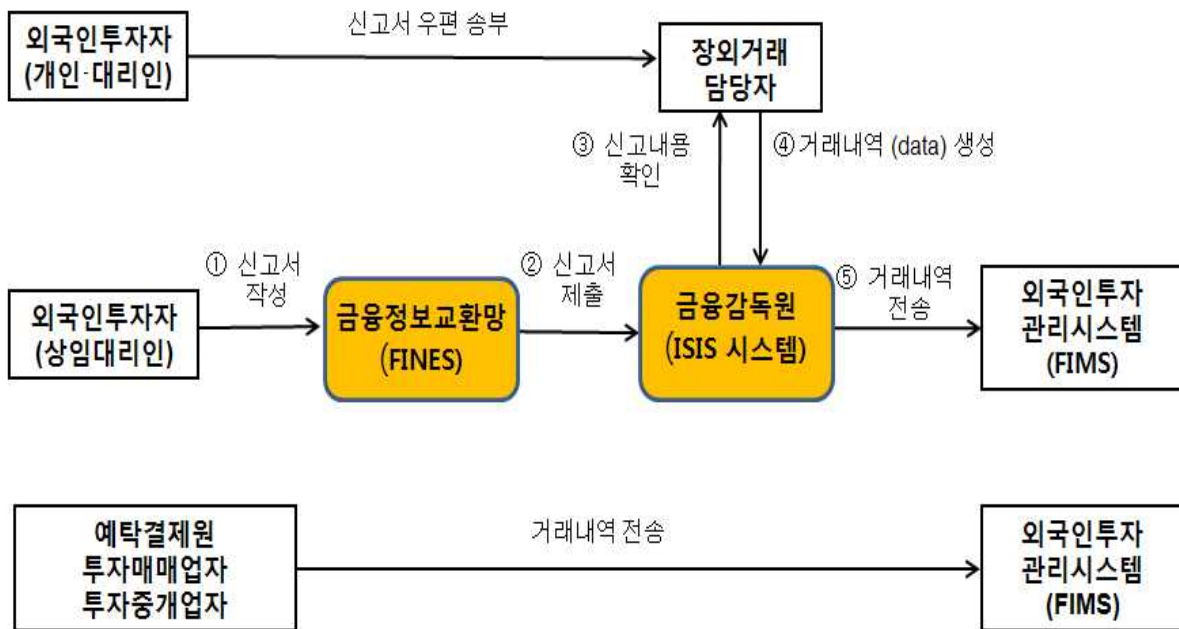 신고서 우편 송부
외국인투자자
(개인·대리인)
장외거래
담당자
③ 신고내용
확인
④ 거래내역 (data) 생성
① 신고서
작성
② 신고서
제출
⑤ 거래내역
전송
외국인투자자
(상임대리인)
금융정보교환망
(FINES)
금융감독원
(ISIS 시스템)
외국인투자
관리시스템
(FIMS)
예탁결제원
투자매매업자
투자중개업자
거래내역 전송
외국인투자
관리시스템
(FIMS)